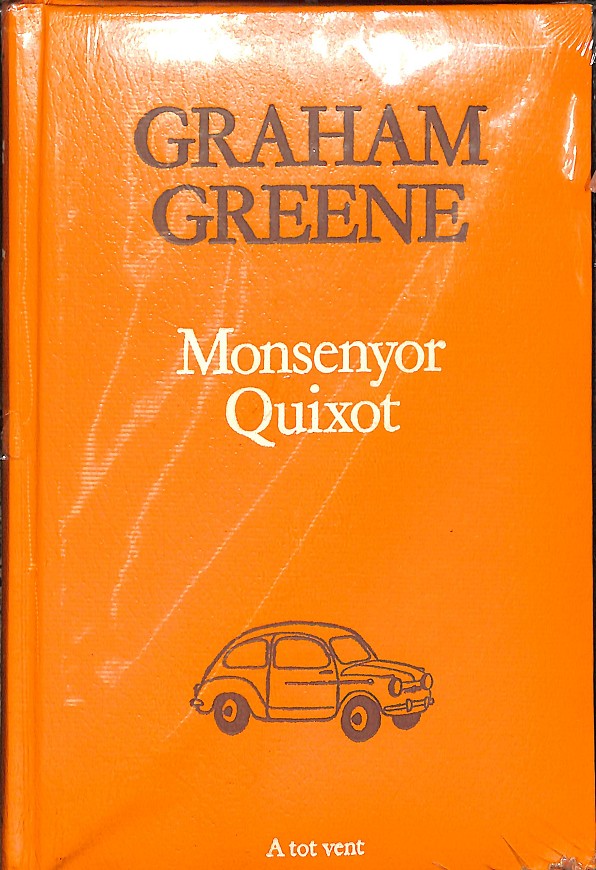 GRAHAM
GREENE
Monsenyor
Quixot
A tot vent